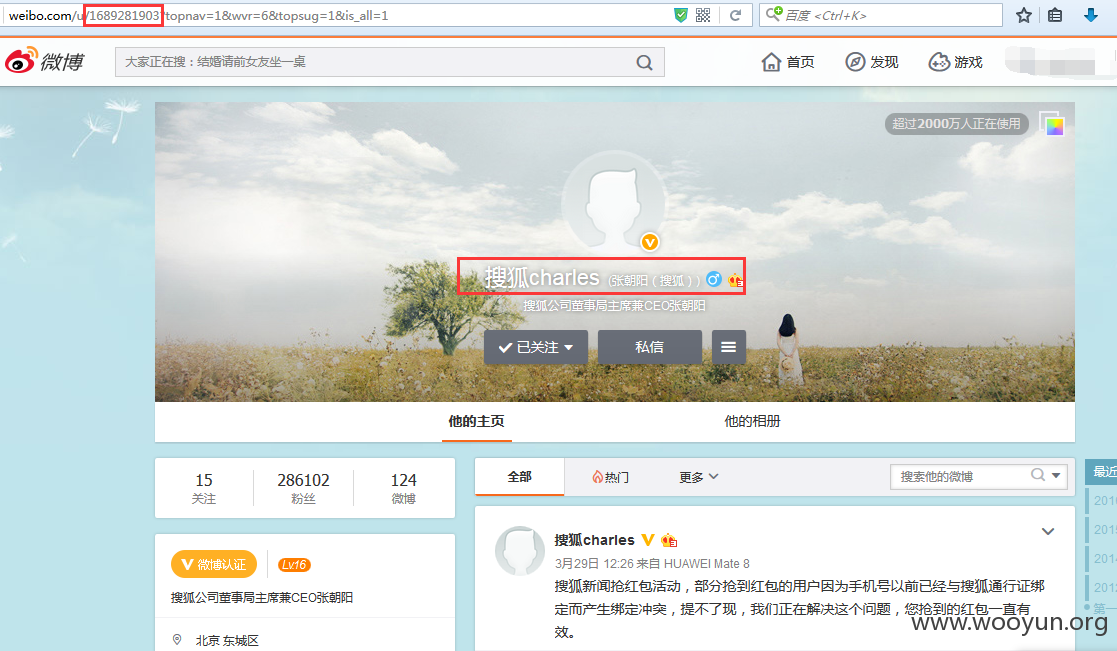 weibo.com/u/1689281903?topnav=1&wvr=6&topsug=1&is_all=1
百度 <Ctrl+K>
微博
大家正在搜：结婚请前女友坐一桌
首页
发现
游戏
超过2000万人正在使用
搜狐charles (张朝阳（搜狐）)
搜狐公司董事局主席兼CEO张朝阳
已关注
私信
他的主页
他的相册
15
关注
286102
粉丝
124
微博
全部
热门
更多
搜索他的微博
最近
V 微博认证
Lv16
搜狐公司董事局主席兼CEO张朝阳
北京 东城区
搜狐charles
3月29日 12:26 来自 HUAWEI Mate 8
搜狐新闻抢红包活动，部分抢到红包的用户因为手机号以前已经与搜狐通行证绑
定而产生绑定冲突，提不了现，我们正在解决这个问题，您抢到的红包一直有
效。
www.wooyun.org